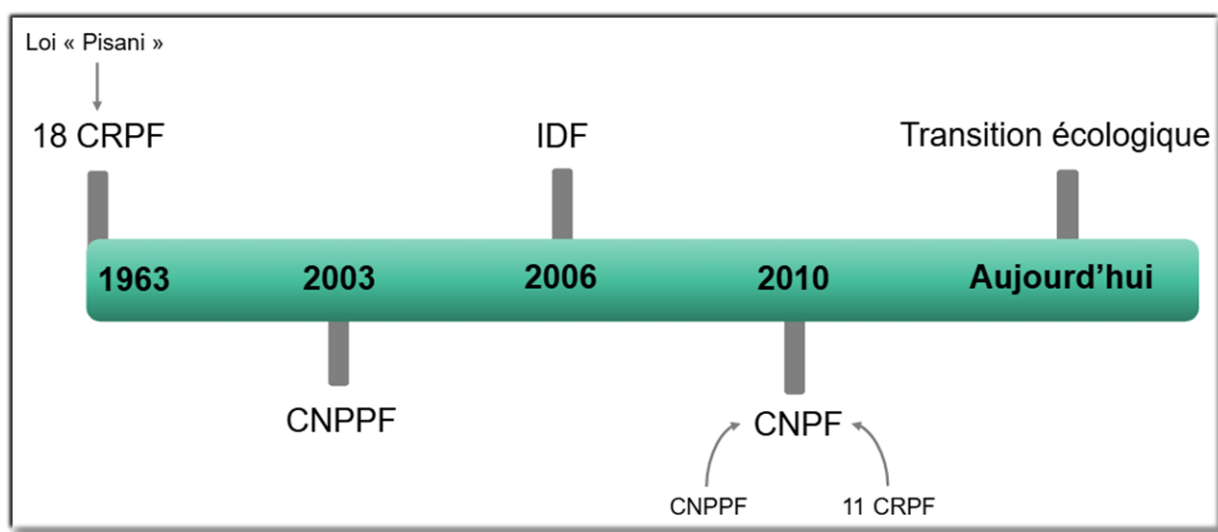 Loi « Pisani »
18 CRPF
IDF
Transition écologique
1963
2003
2006
2010
Aujourd’hui
CNPPF
CNPF
CNPPF
11 CRPF